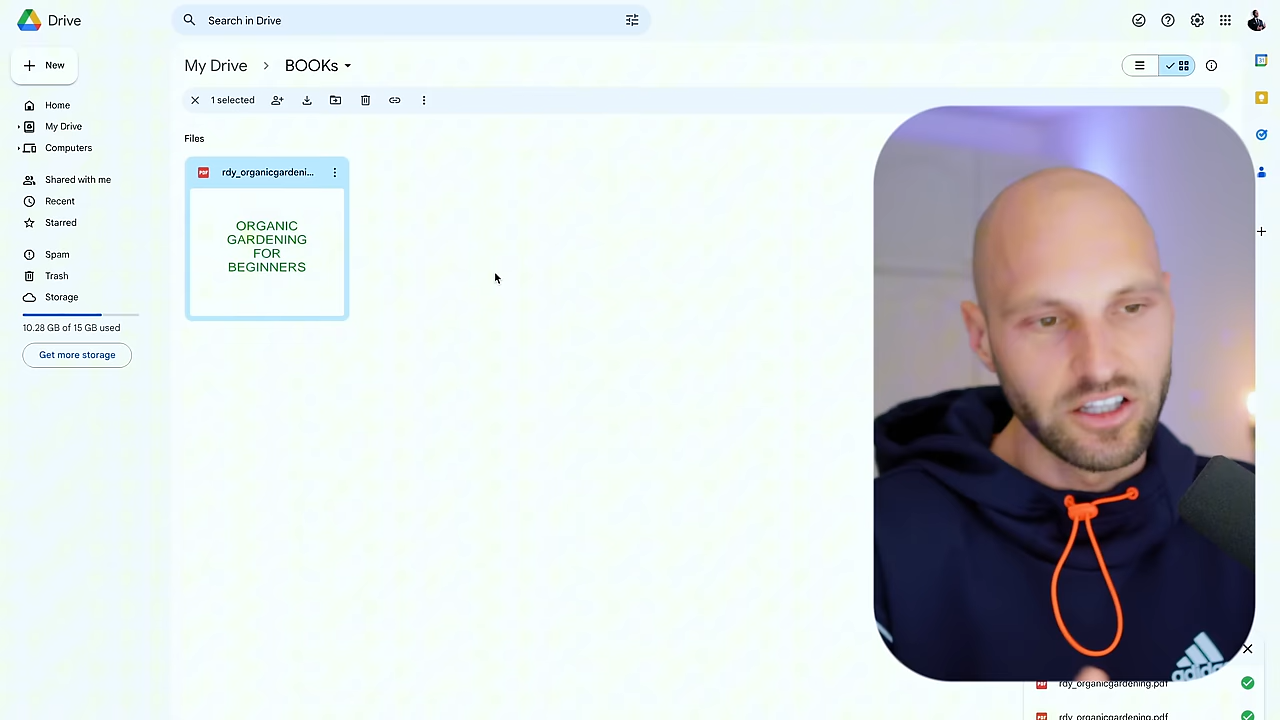 Drive
Search in Drive
New
My Drive > BOOKs
1 selected
Home
My Drive
Computers
Shared with me
Recent
Starred
Spam
Trash
Storage
10.28 GB of 15 GB used
Get more storage
Files
PDF
rdy_organicgardeni...
ORGANIC
GARDENING
FOR
BEGINNERS
adidas
rdy_organicgardening.pdf
rdy_organicgardening.pdf